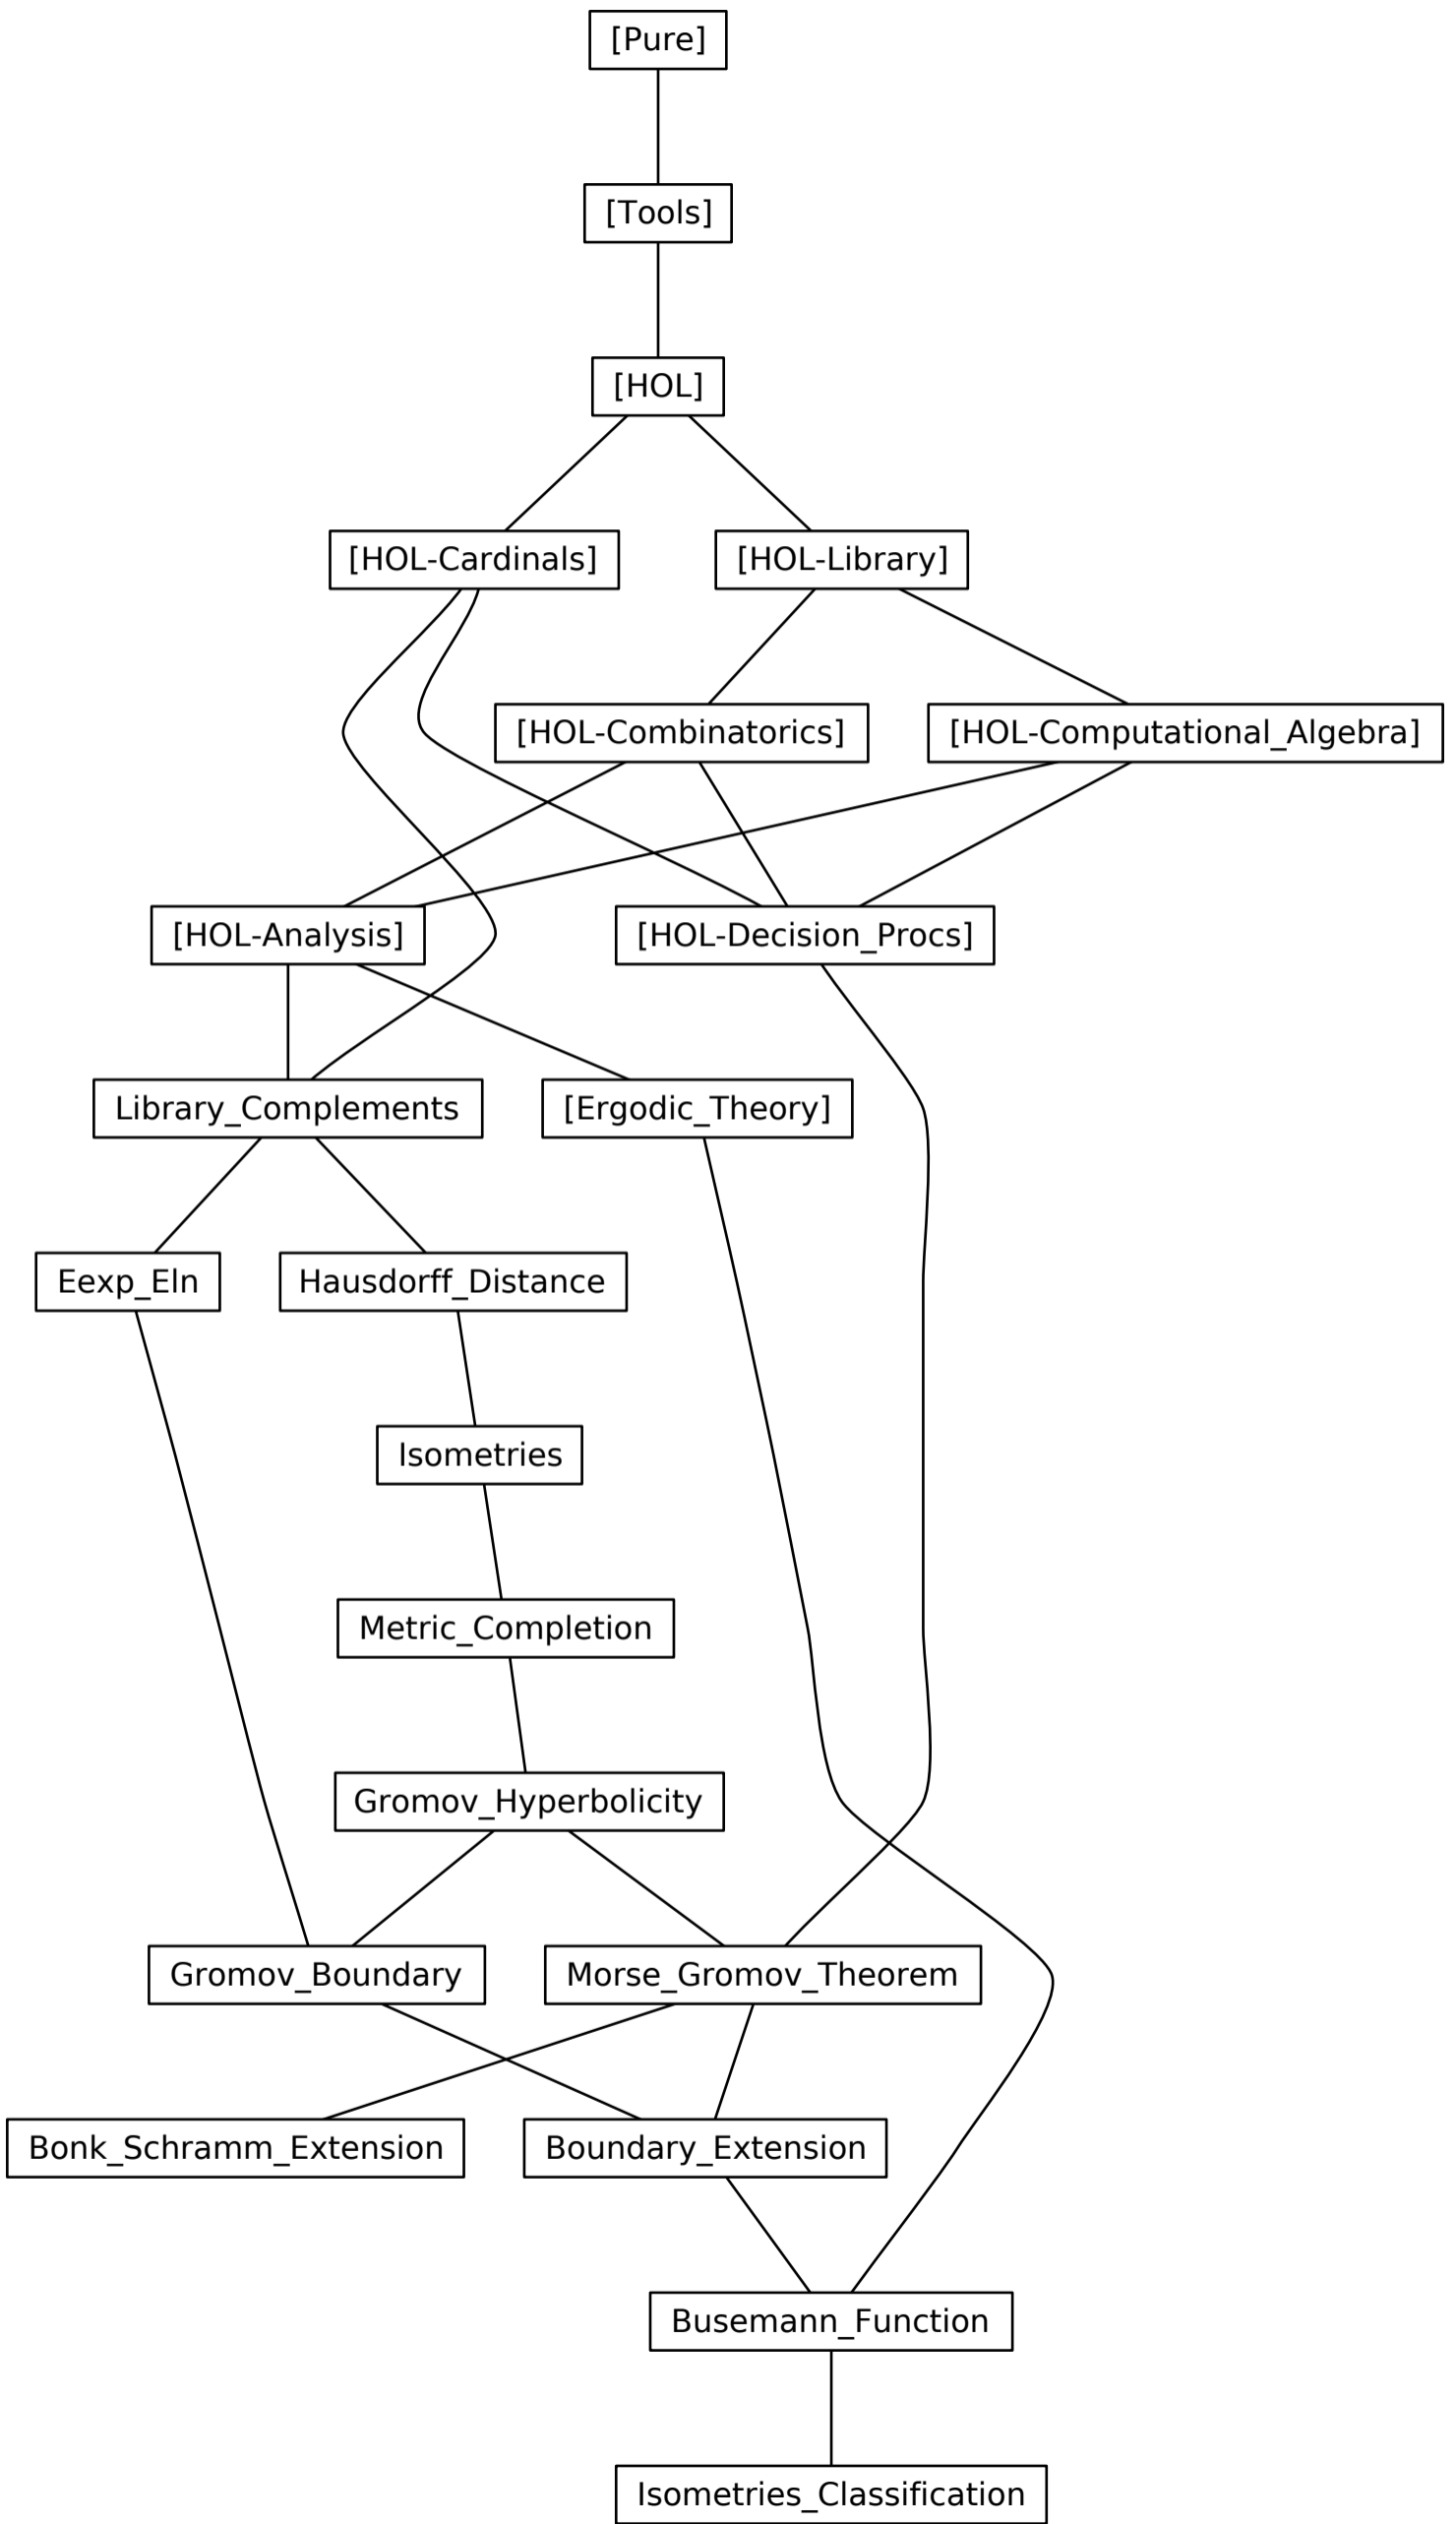 [Pure]
[Tools]
[HOL]
[HOL-Cardinals]
[HOL-Library]
[HOL-Combinatorics]
[HOL-Computational_Algebra]
[HOL-Analysis]
[HOL-Decision_Procs]
Library_Complements
[Ergodic_Theory]
Eexp_Eln
Hausdorff_Distance
Isometries
Metric_Completion
Gromov_Hyperbolicity
Gromov_Boundary
Morse_Gromov_Theorem
Bonk_Schramm_Extension
Boundary_Extension
Busemann_Function
Isometries_Classification